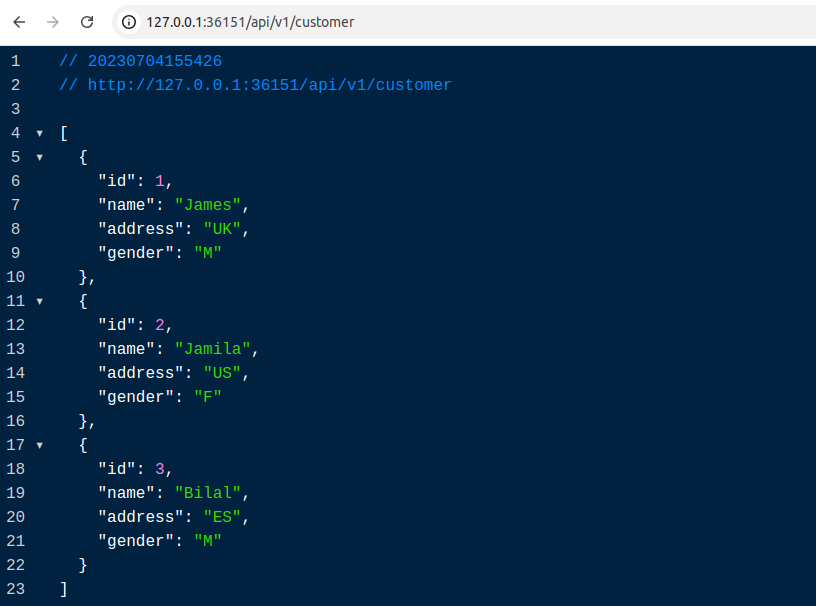 127.0.0.1:36151/api/v1/customer
1 // 20230704155426
2 // http://127.0.0.1:36151/api/v1/customer
3
4 ▼ [
5 ▼ {
6 "id": 1,
7 "name": "James",
8 "address": "UK",
9 "gender": "M"
10 },
11 ▼ {
12 "id": 2,
13 "name": "Jamila",
14 "address": "US",
15 "gender": "F"
16 },
17 ▼ {
18 "id": 3,
19 "name": "Bilal",
20 "address": "ES",
21 "gender": "M"
22 }
23 ]